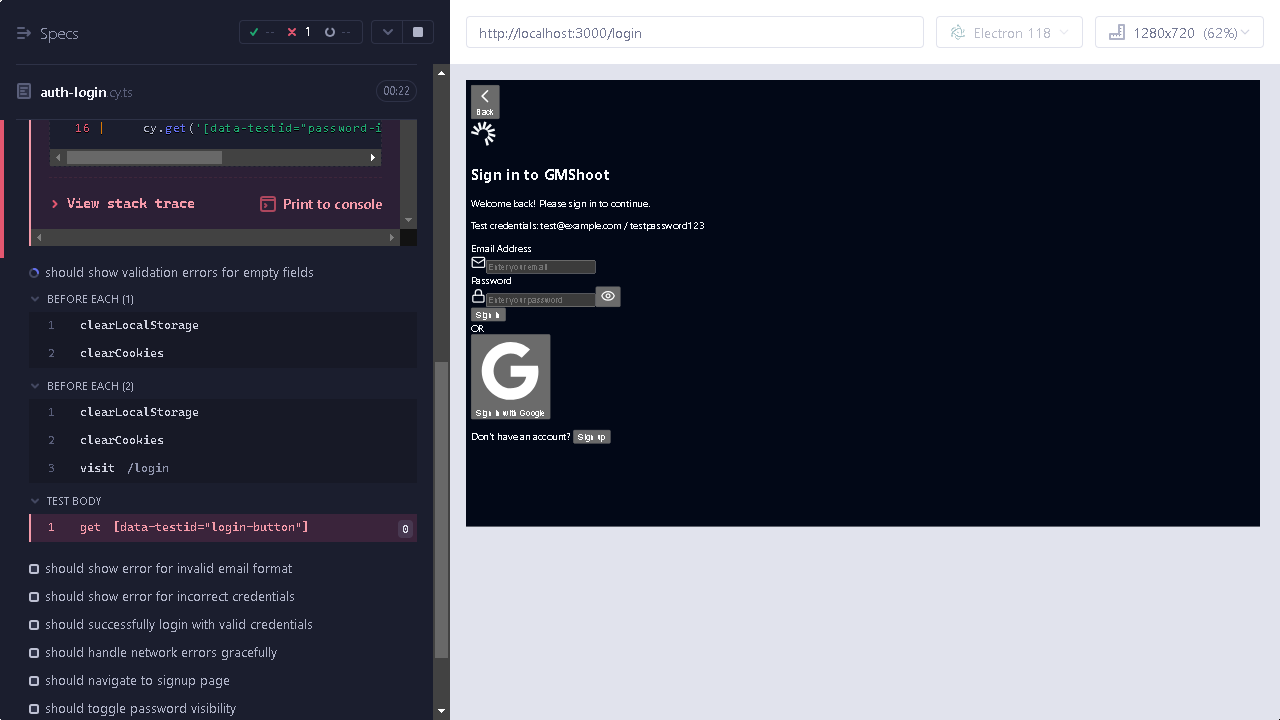 Specs
-- 1 --
auth-login.cy.ts
00:22
16 | cy.get('[data-testid="password-i
View stack trace
Print to console
should show validation errors for empty fields
BEFORE EACH (1)
1 clearLocalStorage
2 clearCookies
BEFORE EACH (2)
1 clearLocalStorage
2 clearCookies
3 visit /login
TEST BODY
1 get [data-testid="login-button"] 0
should show error for invalid email format
should show error for incorrect credentials
should successfully login with valid credentials
should handle network errors gracefully
should navigate to signup page
should toggle password visibility
http://localhost:3000/login
Electron 118
1280x720 (62%)
Back
Sign in to GMShoot
Welcome back! Please sign in to continue.
Test credentials: test@example.com / testpassword123
Email Address
Enter your email
Password
Enter your password
Sign In
OR
G
Sign in with Google
Don't have an account? Sign up